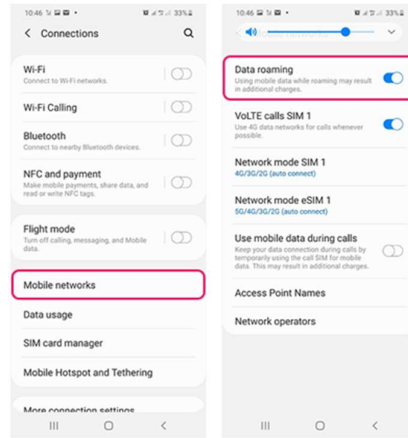 10:46
33%
Connections
Wi-Fi
Connect to Wi-Fi networks.
Wi-Fi Calling
Bluetooth
Connect to nearby Bluetooth devices.
NFC and payment
Make mobile payments, share data, and
read or write NFC tags.
Flight mode
Turn off calling, messaging, and Mobile
data.
Mobile networks
Data usage
SIM card manager
Mobile Hotspot and Tethering
More connection settings
10:46
33%
Data roaming
Using mobile data while roaming may result
in additional charges.
VoLTE calls SIM 1
Use 4G data networks for calls whenever
possible.
Network mode SIM 1
4G/3G/2G (auto connect)
Network mode eSIM 1
5G/4G/3G/2G (auto connect)
Use mobile data during calls
Keep your data connection during calls by
temporarily using the call SIM for mobile
data. This may result in additional charges.
Access Point Names
Network operators